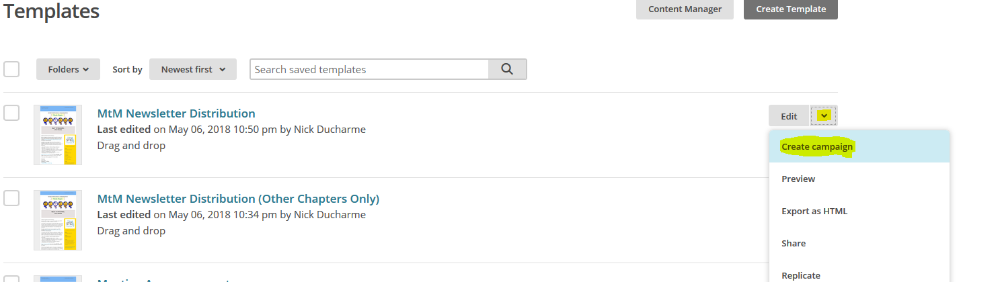 Templates
Content Manager
Create Template
Folders
Sort by
Newest first
Search saved templates
MtM Newsletter Distribution
Last edited on May 06, 2018 10:50 pm by Nick Ducharme
Drag and drop
Edit
Create campaign
Preview
Export as HTML
Share
Replicate
MtM Newsletter Distribution (Other Chapters Only)
Last edited on May 06, 2018 10:34 pm by Nick Ducharme
Drag and drop